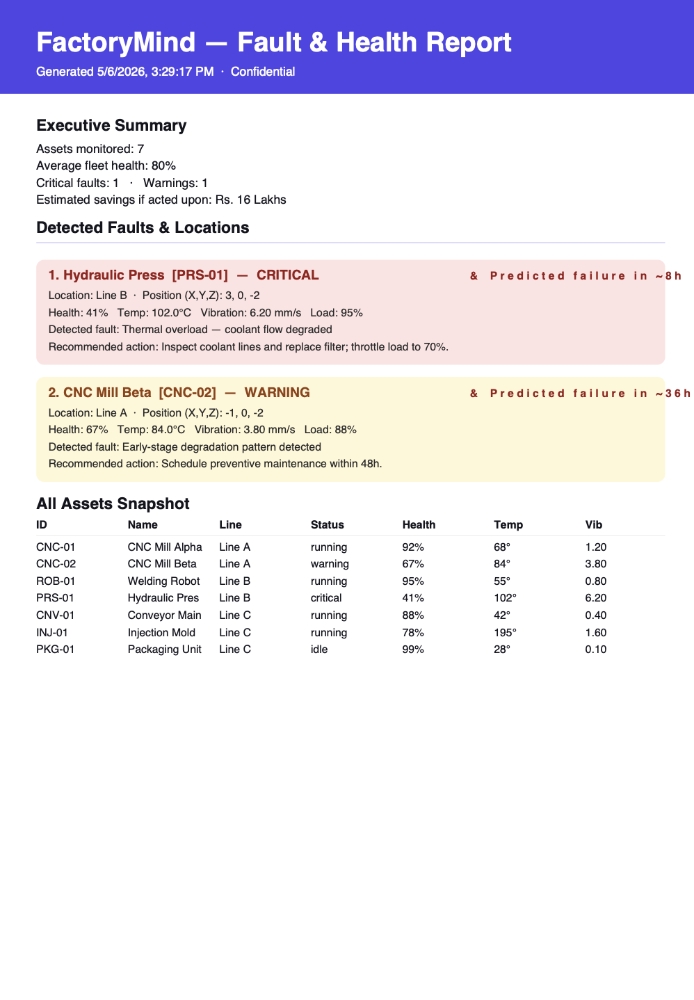 FactoryMind — Fault & Health Report
Generated 5/6/2026, 3:29:17 PM · Confidential
Executive Summary
Assets monitored: 7
Average fleet health: 80%
Critical faults: 1 · Warnings: 1
Estimated savings if acted upon: Rs. 16 Lakhs
Detected Faults & Locations
1. Hydraulic Press [PRS-01] — CRITICAL & Predicted failure in ~8h
Location: Line B · Position (X,Y,Z): 3, 0, -2
Health: 41% Temp: 102.0°C Vibration: 6.20 mm/s Load: 95%
Detected fault: Thermal overload — coolant flow degraded
Recommended action: Inspect coolant lines and replace filter; throttle load to 70%.
2. CNC Mill Beta [CNC-02] — WARNING & Predicted failure in ~36h
Location: Line A · Position (X,Y,Z): -1, 0, -2
Health: 67% Temp: 84.0°C Vibration: 3.80 mm/s Load: 88%
Detected fault: Early-stage degradation pattern detected
Recommended action: Schedule preventive maintenance within 48h.
All Assets Snapshot
ID Name Line Status Health Temp Vib
CNC-01 CNC Mill Alpha Line A running 92% 68° 1.20
CNC-02 CNC Mill Beta Line A warning 67% 84° 3.80
ROB-01 Welding Robot Line B running 95% 55° 0.80
PRS-01 Hydraulic Pres Line B critical 41% 102° 6.20
CNV-01 Conveyor Main Line C running 88% 42° 0.40
INJ-01 Injection Mold Line C running 78% 195° 1.60
PKG-01 Packaging Unit Line C idle 99% 28° 0.10